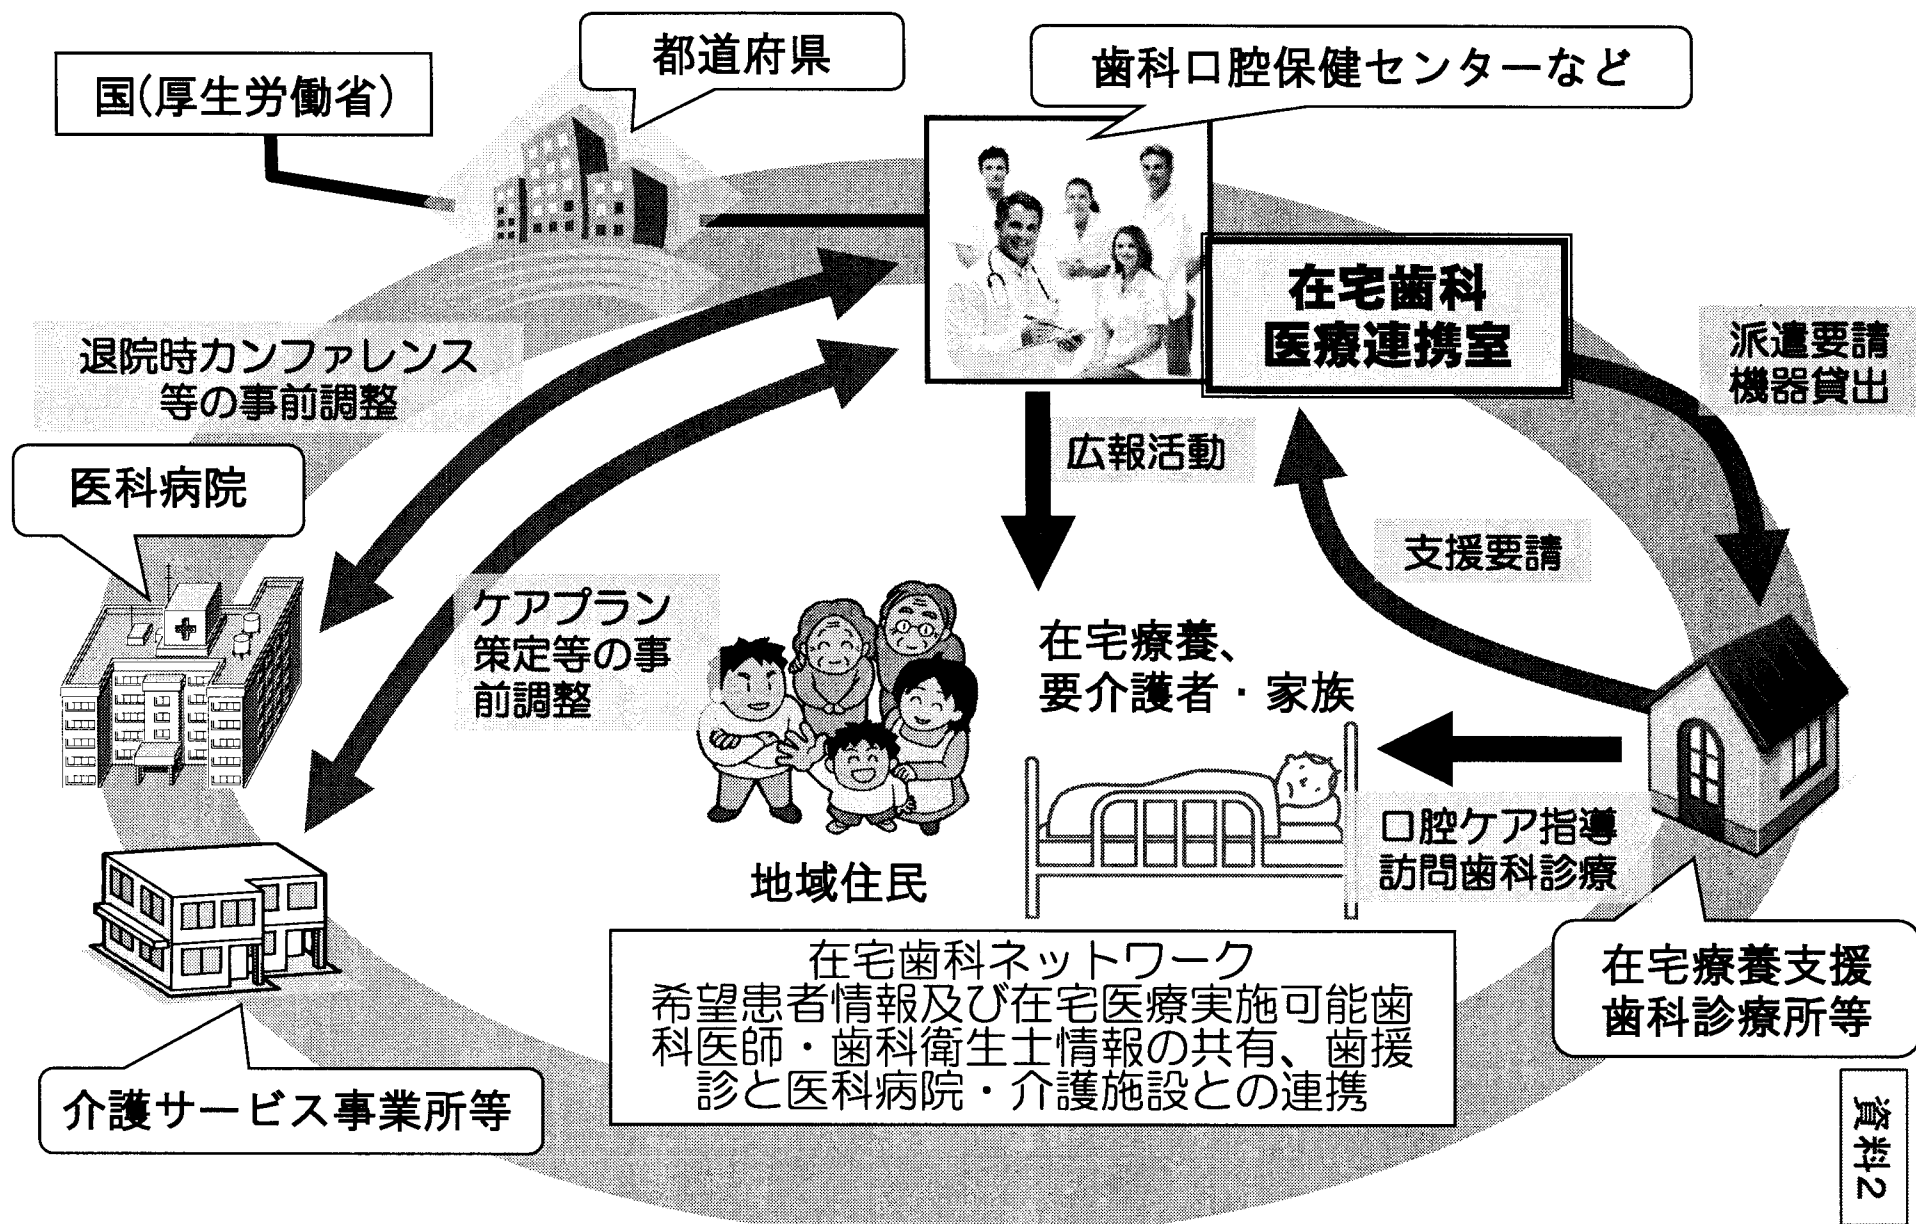 国(厚生労働省)
都道府県
歯科口腔保健センターなど
在宅歯科
医療連携室
退院時カンファレンス
等の事前調整
派遣要請
機器貸出
広報活動
医科病院
支援要請
ケアプラン
策定等の事
前調整
在宅療養、
要介護者・家族
口腔ケア指導
訪問歯科診療
地域住民
在宅歯科ネットワーク
希望患者情報及び在宅医療実施可能歯
科医師・歯科衛生士情報の共有、歯援
診と医科病院・介護施設との連携
在宅療養支援
歯科診療所等
介護サービス事業所等
資料2